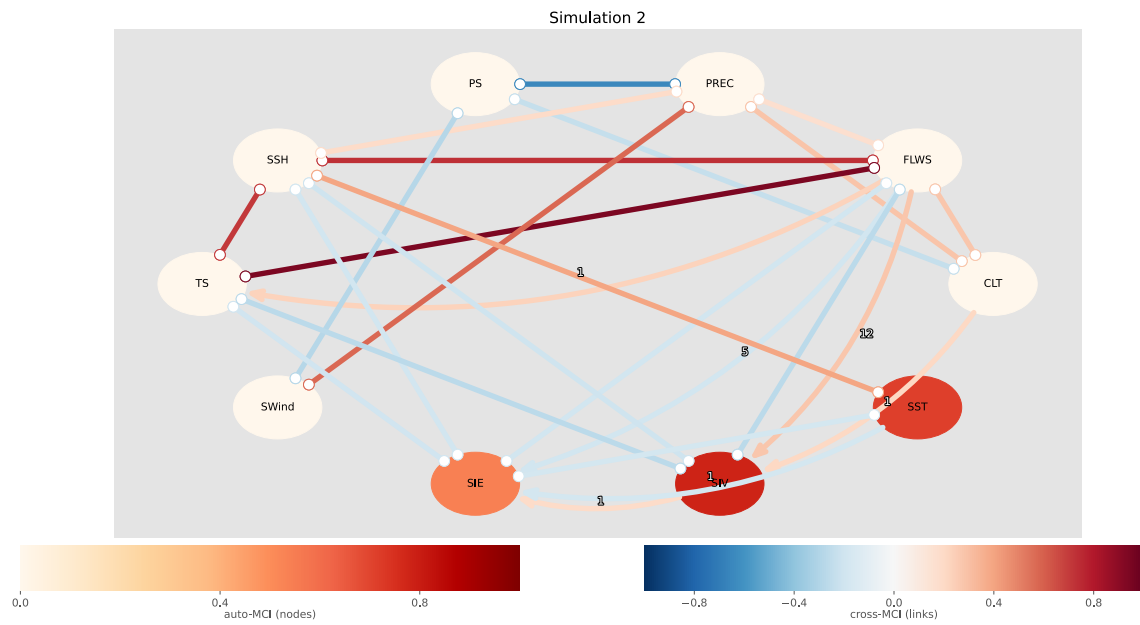 Simulation 2
PS
PREC
SSH
FLWS
1
TS
CLT
12
5
SWind
1
SST
SIE
1
SIV
1
0.0
0.4
0.8
auto-MCI (nodes)
−0.8
−0.4
0.0
0.4
0.8
cross-MCI (links)